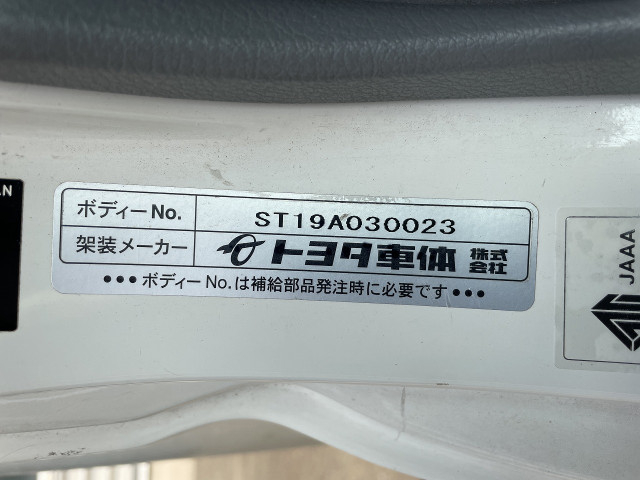 AN
ボディーNo. ST19A030023
架装メーカー トヨタ車体 株式会社
•••ボディーNo.は補給部品発注時に必要です•••
JAAA